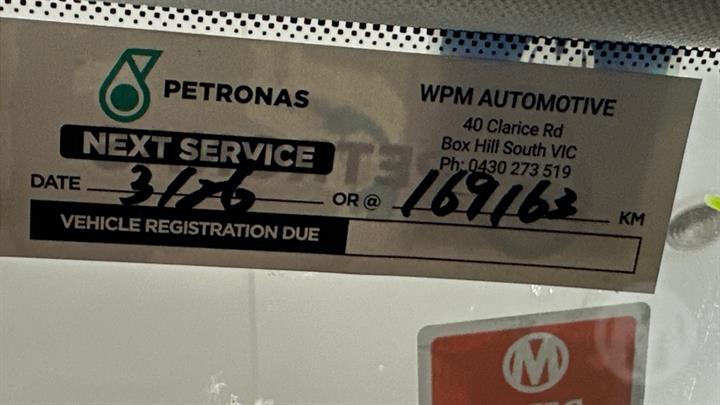 PETRONAS
NEXT SERVICE
WPM AUTOMOTIVE
40 Clarice Rd
Box Hill South VIC
Ph: 0430 273 519
DATE 3/26 OR @ 169163 KM
VEHICLE REGISTRATION DUE
M